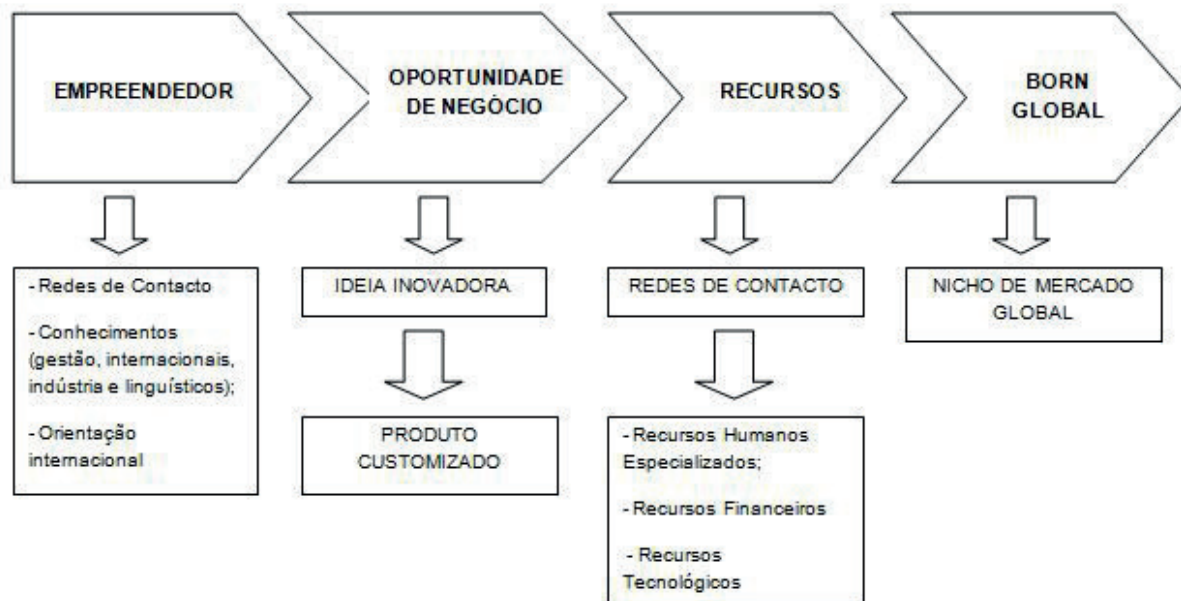 EMPREENDEDOR
OPORTUNIDADE
DE NEGÓCIO
RECURSOS
BORN
GLOBAL
- Redes de Contacto
- Conhecimentos
(gestão, internacionais,
indústria e linguísticos);
- Orientação
internacional
IDEIA INOVADORA
PRODUTO
CUSTOMIZADO
REDES DE CONTACTO
- Recursos Humanos
Especializados;
- Recursos Financeiros
- Recursos
Tecnológicos
NICHO DE MERCADO
GLOBAL